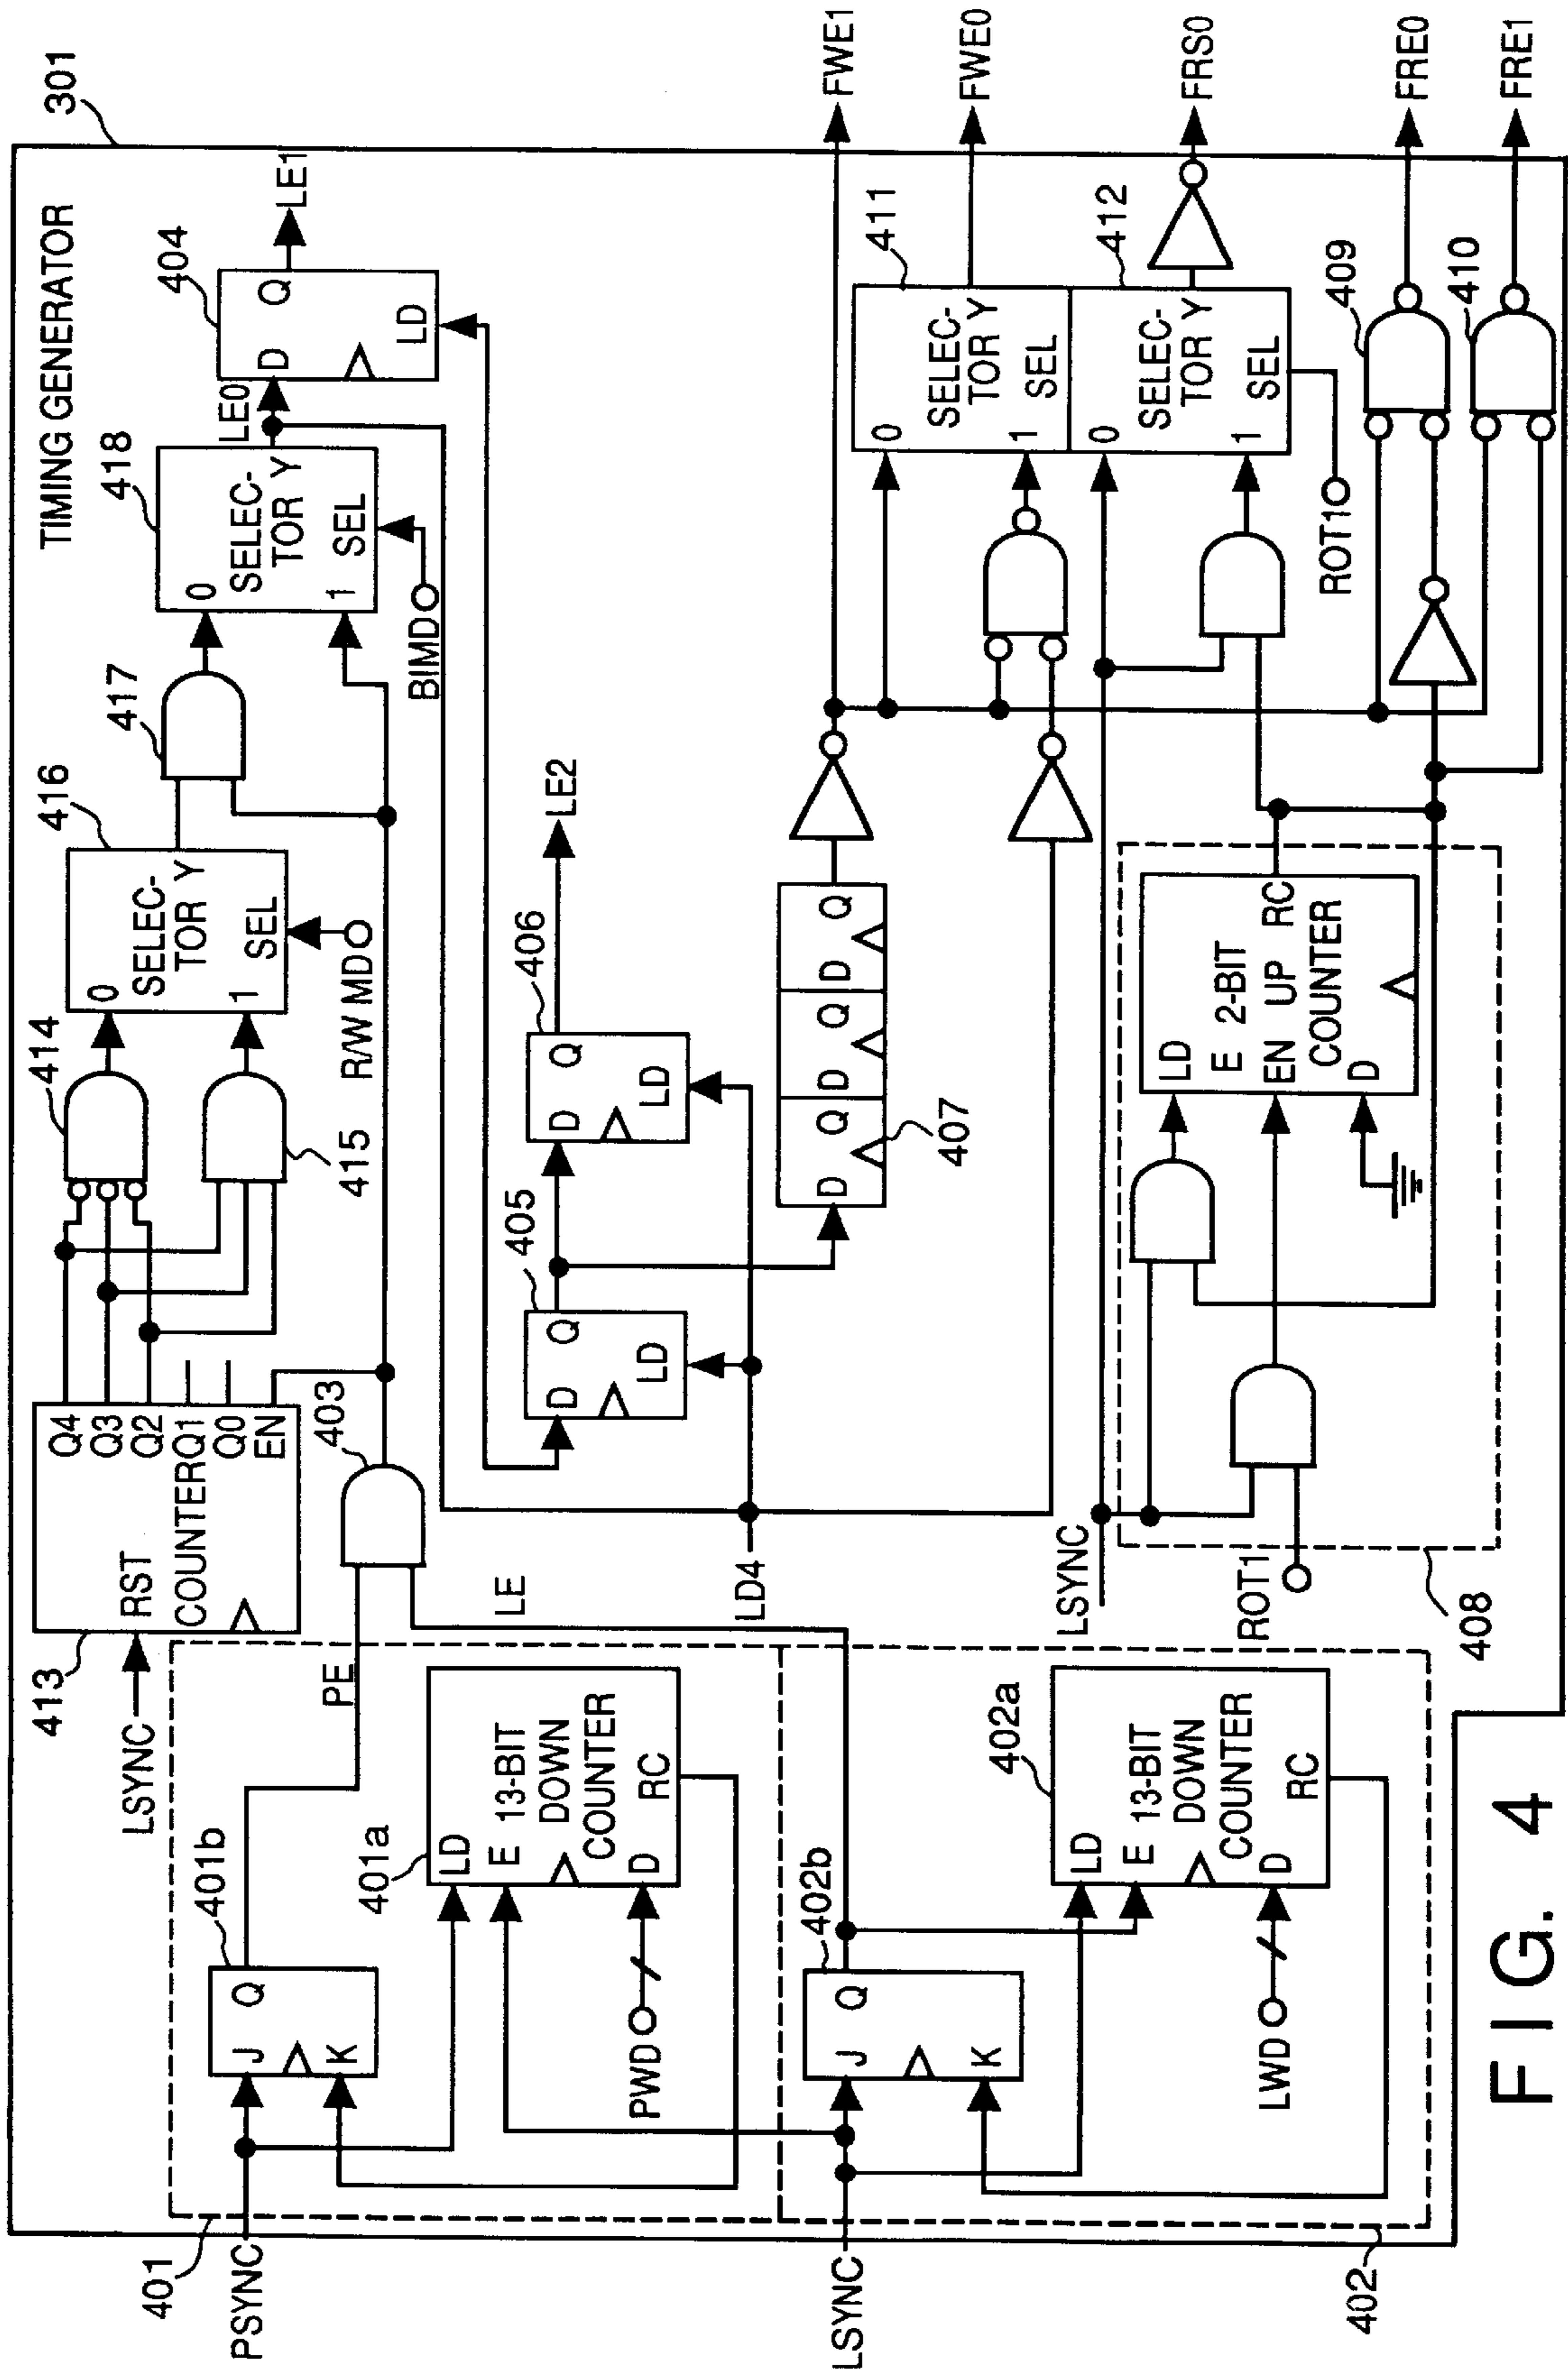 TIMING GENERATOR
301
413
LSYNC
RST
COUNTER
Q4
Q3
Q2
Q1
Q0
EN
414
415
416
0
SELEC-
TOR
Y
1
SEL
R/W MD
417
418
0
SELEC-
TOR
Y
1
SEL
BIMD
LE0
404
D
Q
LD
LE1
401
PSYNC
401b
J
Q
K
PE
403
401a
LD
E
13-BIT
DOWN
COUNTER
D
RC
PWD
LE
402
LSYNC
402b
J
Q
K
402a
LD
E
13-BIT
DOWN
COUNTER
D
RC
LWD
405
D
Q
LD
406
D
Q
LD
LE2
LD4
407
D
Q
D
Q
D
Q
LSYNC
ROT1
408
LD
E
EN
2-BIT
UP
COUNTER
RC
D
411
0
SELEC-
TOR
Y
1
SEL
412
0
SELEC-
TOR
Y
1
SEL
ROT1
409
410
FWE1
FWE0
FRS0
FRE0
FRE1
FIG. 4